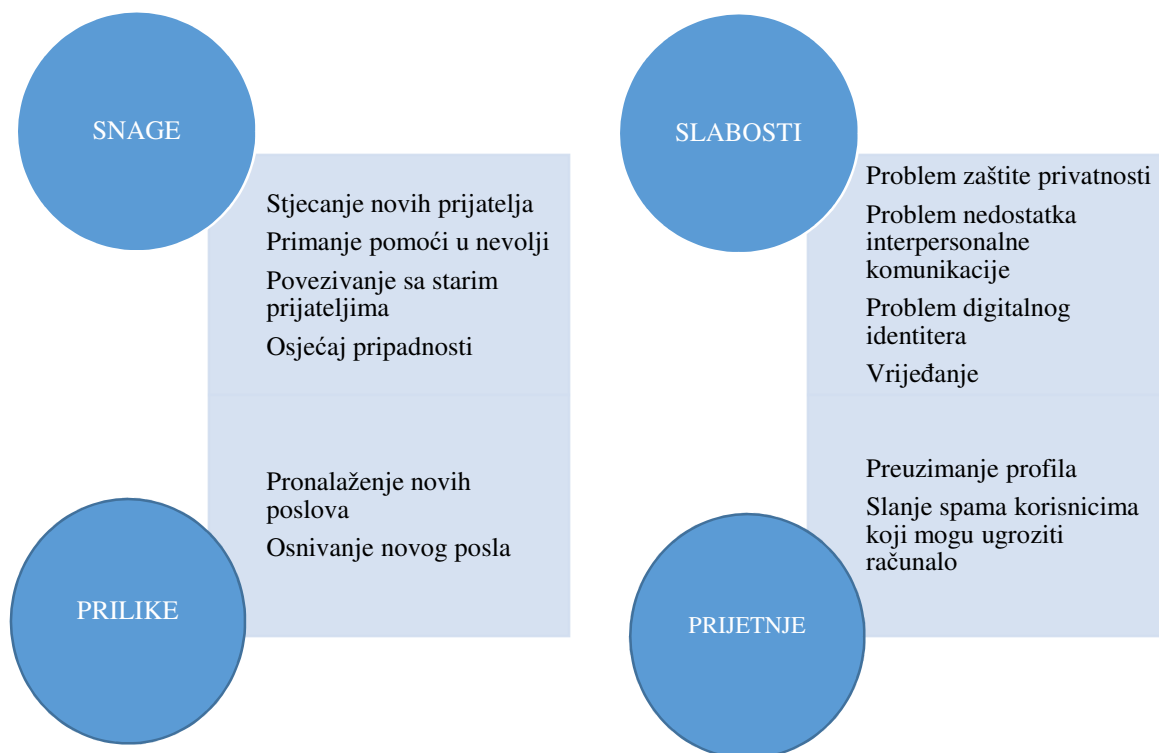 SNAGE
Stjecanje novih prijatelja
Primanje pomoći u nevolji
Povezivanje sa starim
prijateljima
Osjećaj pripadnosti
PRILIKE
Pronalaženje novih
poslova
Osnivanje novog posla
SLABOSTI
Problem zaštite privatnosti
Problem nedostatka
interpersonalne
komunikacije
Problem digitalnog
identitera
Vrijeđanje
PRIJETNJE
Preuzimanje profila
Slanje spama korisnicima
koji mogu ugroziti
računalo